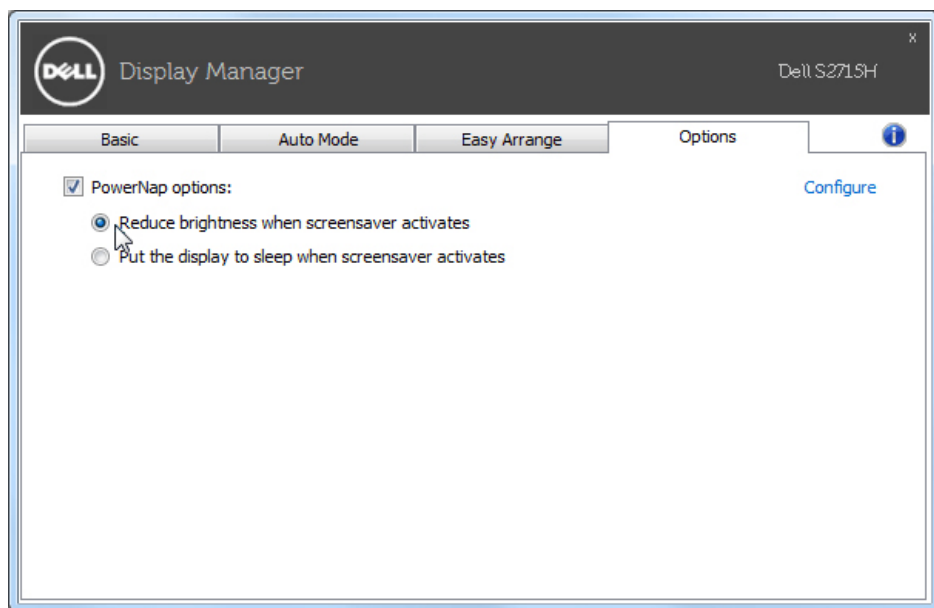 x
DELL Display Manager Dell S2715H
Basic Auto Mode Easy Arrange Options i
PowerNap options: Configure
Reduce brightness when screensaver activates
Put the display to sleep when screensaver activates